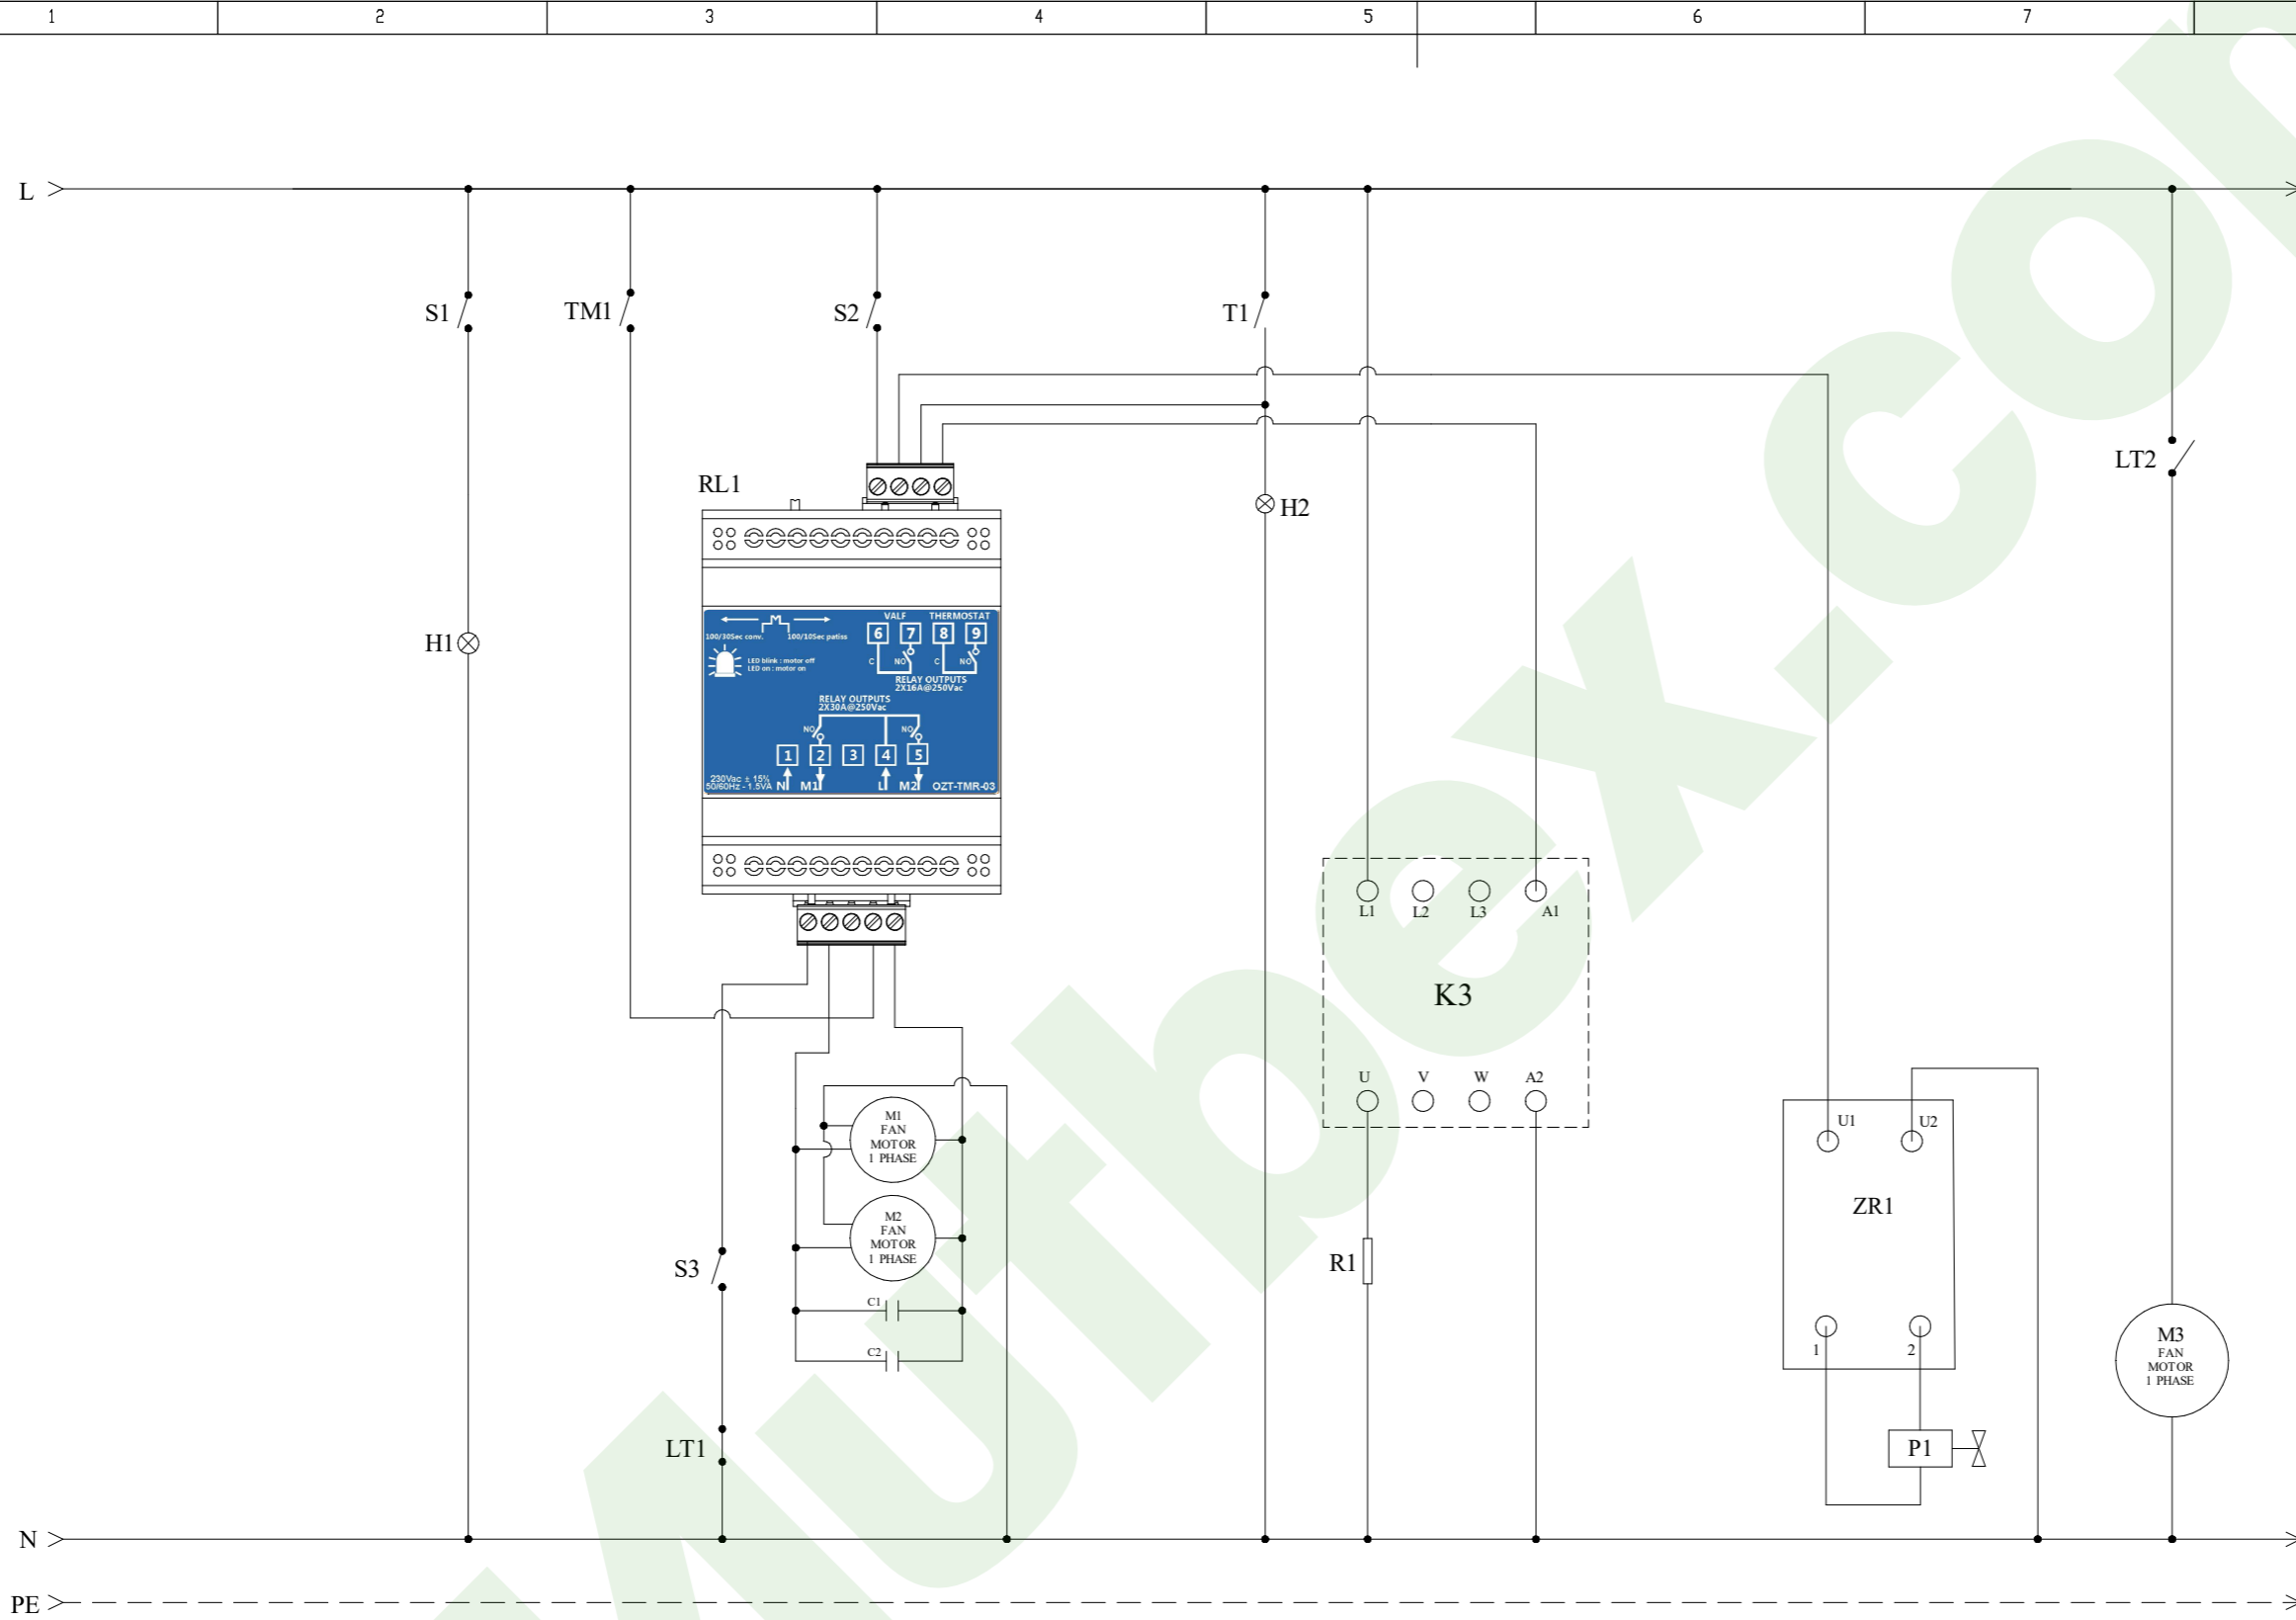 1 2 3 4 5 6 7
L
S1
TM1
S2
T1
LT2
RL1
H2
H1
VALF THERMOSTAT
6 7 8 9
C NO C NO
RELAY OUTPUTS
2X16A@250Vac
100/30Sec conv. 100/10Sec patiss
LED blink : motor off
LED on : motor on
RELAY OUTPUTS
2X30A@250Vac
NO NO
1 2 3 4 5
230Vac ± 15%
50/60Hz - 1.5VA
N M1 L M2 OZT-TMR-03
L1 L2 L3 A1
K3
U V W A2
M1
FAN
MOTOR
1 PHASE
M2
FAN
MOTOR
1 PHASE
C1
C2
S3
LT1
R1
U1 U2
ZR1
1 2
P1
M3
FAN
MOTOR
1 PHASE
N
PE
Mutbex.com